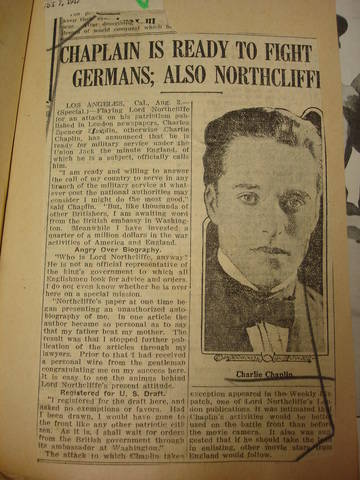 of world comment which
CHAPLAIN IS READY TO FIGHT
GERMANS; ALSO NORTHCLIFF
LOS ANGELES, Cal., Aug 3.—
(Special.)—Flaying Lord Northcliffe
for an attack on his patriotism pub-
lished in London newspapers, Charles
Spencer Chaplin, otherwise Charlie
Chaplin, has announced that he is
ready for military service under the
Union Jack the minute England, of
which he is a subject, officially calls
him.
"I am ready and willing to answer
the call of my country to serve in any
branch of the military service at what-
ever post the national authorities may
consider I might do the most good,"
said Chaplin. "But, like thousands of
other Britishers, I am awaiting word
from the British embassy in Washing-
ton. Meanwhile I have invested a
quarter of a million dollars in the war
activities of America and England.
Angry Over Biography.
"Who is Lord Northcliffe, anyway?
He is not an official representative of
the king's government to which all
Englishmen look for advice and orders.
I do not even know whether he is over
here on a special mission.
"Northcliffe's paper at one time be-
gan presenting an unauthorized auto-
biography of me. In one article the
author became so personal as to say
that my father beat my mother. The
result was that I stopped further pub-
lication of the articles through my
lawyers. Prior to that I had received
a personal wire from the gentleman
congratulating me on my success here.
It is easy to see the animus behind
Lord Northcliffe's present attitude.
Registered for U. S. Draft.
"I registered for the draft here, and
asked no exemptions or favors. Had
I been drawn, I would have gone to
the front like any other patriotic citi-
zen. As it is, I shall wait for orders
from the British government through
its ambassador at Washington."
The attack to which Chaplin takes
Charlie Chaplin.
exception appeared in the Weekly Dis-
patch, one of Lord Northcliffe's Lon-
don publications. It was intimated that
Chaplin's activities would be better
used on the battle front than before
the movie camera. It also was sug-
gested that if he should take the lead
in enlisting, other movie stars from
England would follow.